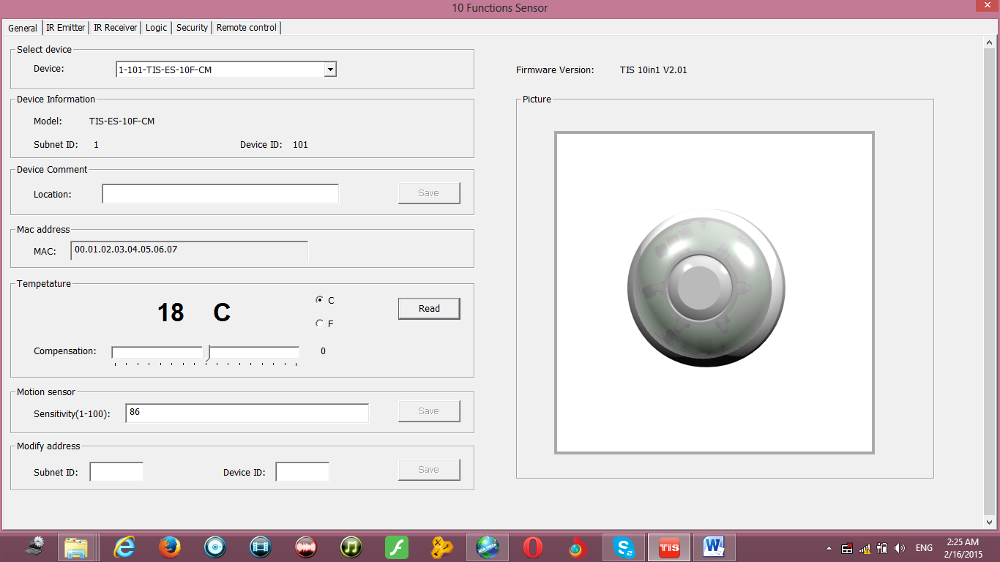 10 Functions Sensor
General IR Emitter IR Receiver Logic Security Remote control
Select device
Device: 1-101-TIS-ES-10F-CM
Firmware Version: TIS 10in1 V2.01
Device Information
Model: TIS-ES-10F-CM
Subnet ID: 1 Device ID: 101
Picture
Device Comment
Location: Save
Mac address
MAC: 00.01.02.03.04.05.06.07
Tempetature
18 C
C
F
Read
Compensation: 0
Motion sensor
Sensitivity(1-100): 86 Save
Modify address
Subnet ID: Device ID: Save
TIS
ENG
2:25 AM
2/16/2015